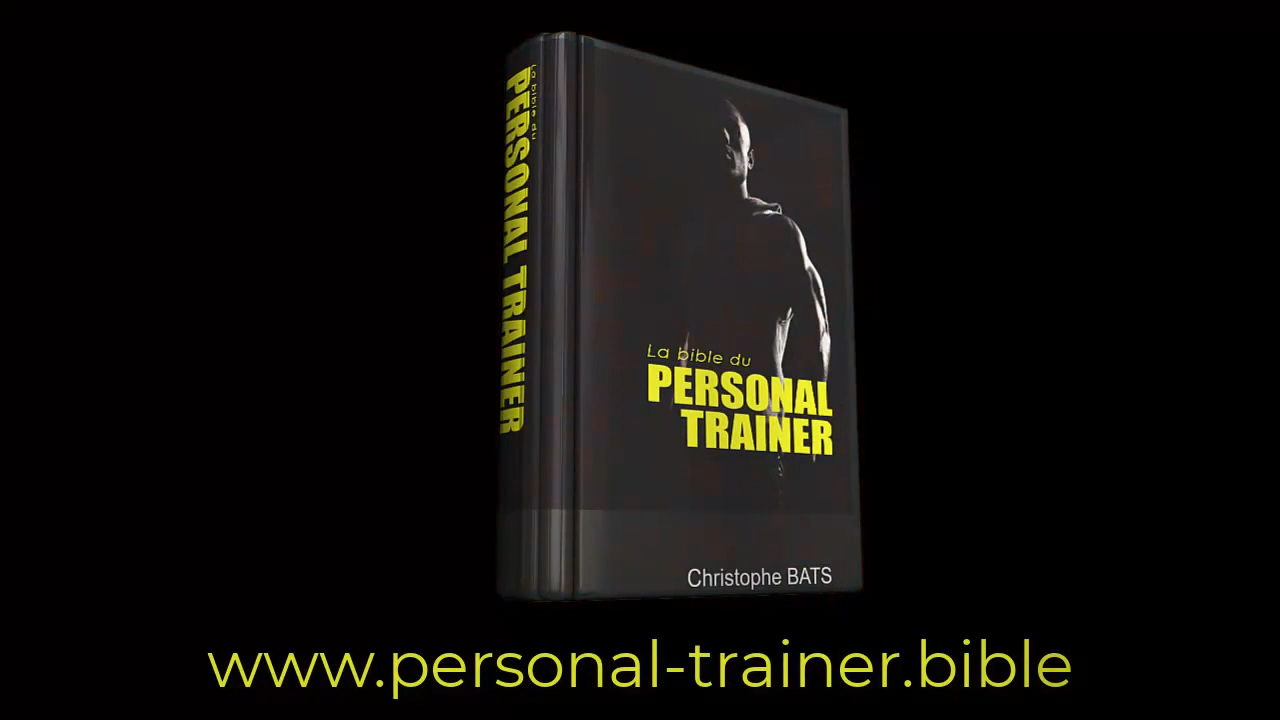 La bible du
PERSONAL TRAINER
La bible du
PERSONAL
TRAINER
Christophe BATS
www.personal-trainer.bible